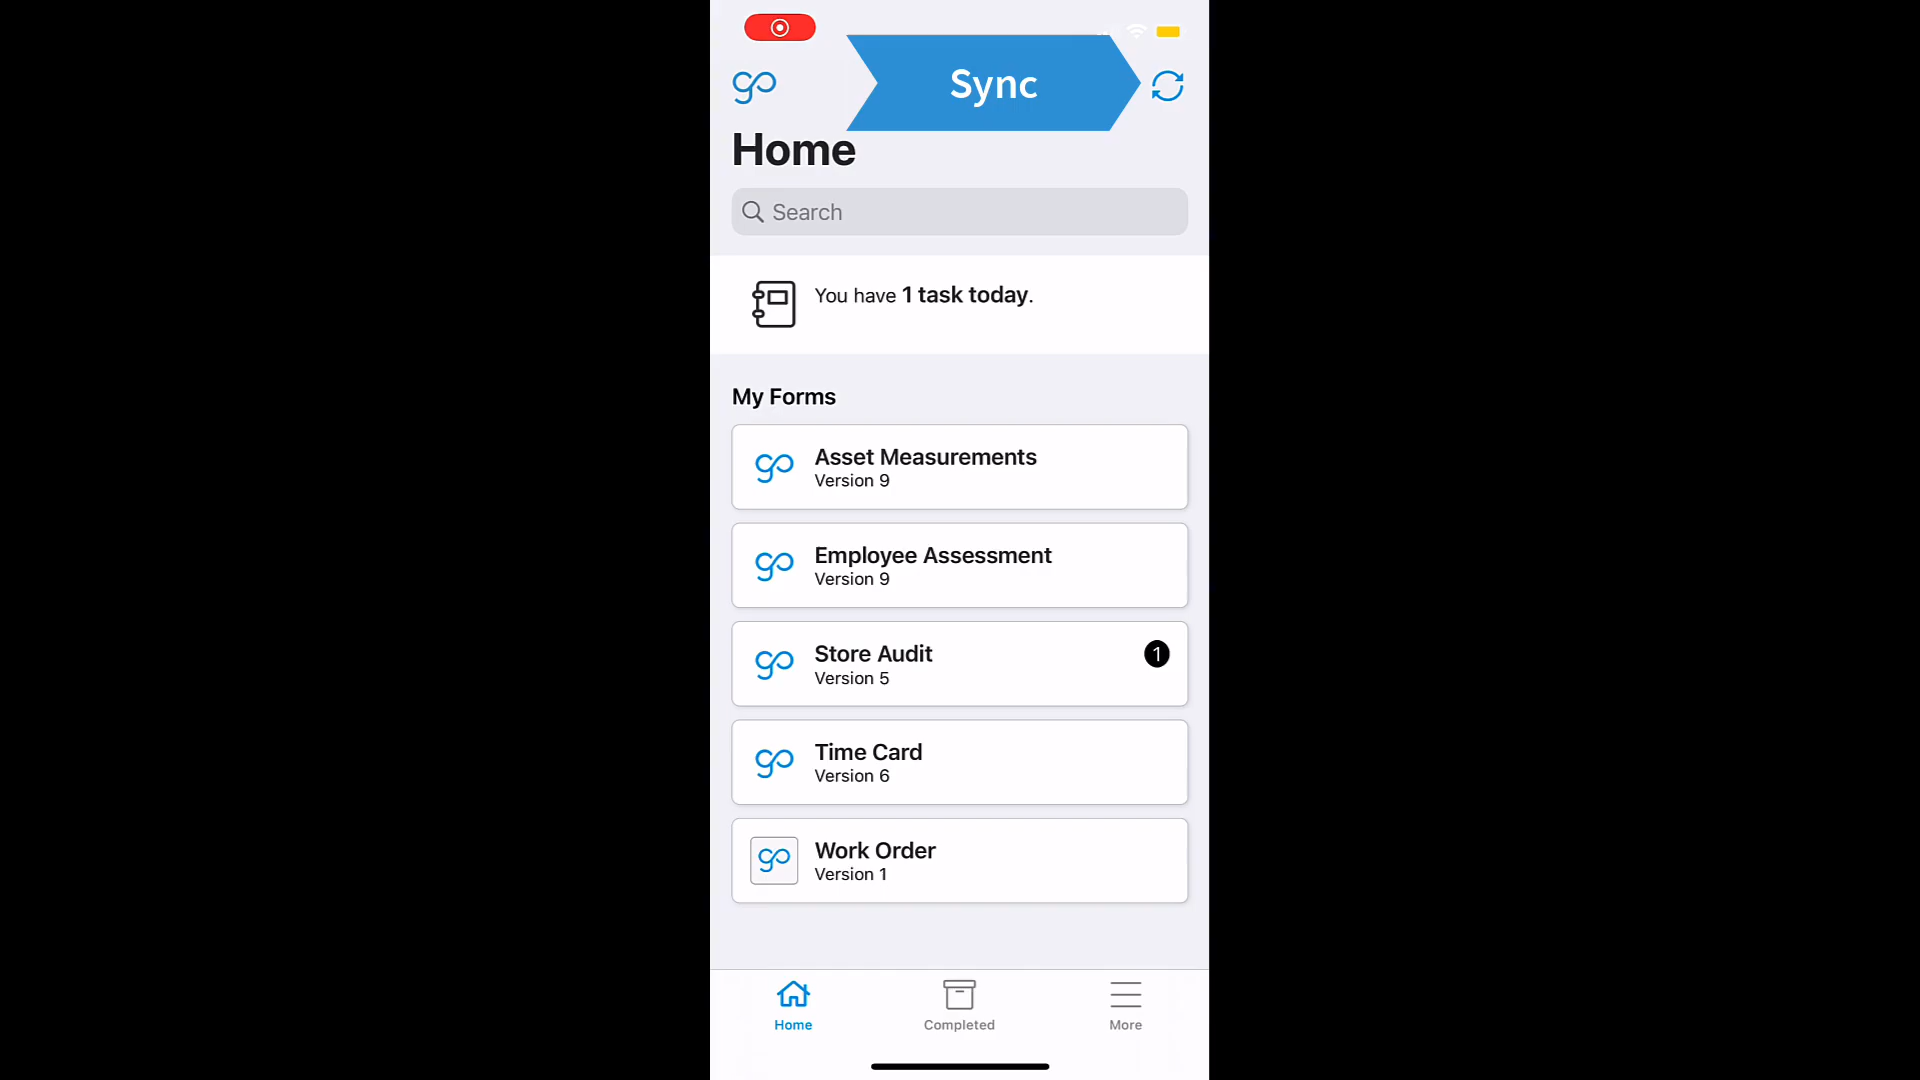 Sync
Home
Search
You have 1 task today.
My Forms
Asset Measurements
Version 9
Employee Assessment
Version 9
Store Audit
1
Version 5
Time Card
Version 6
Work Order
Version 1
Home
Completed
More